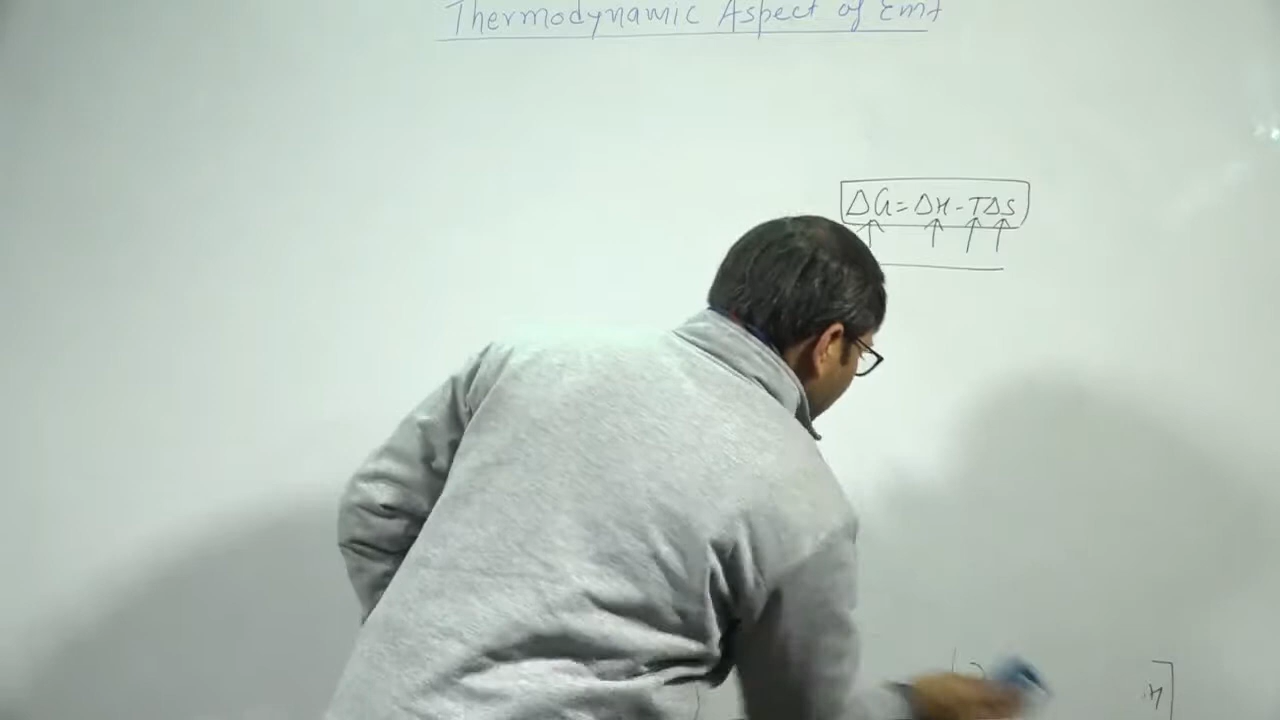 Thermodynamic Aspect of Emf
ΔG = ΔH - TΔS